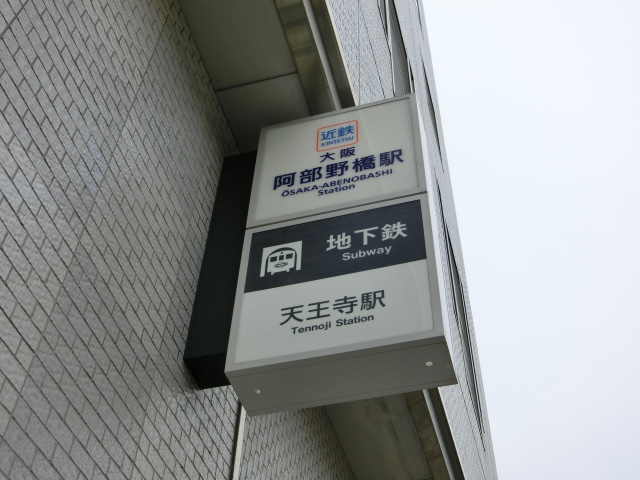 近鉄
KINTETSU
大阪
阿部野橋駅
ŌSAKA-ABENOBASHI
Station
地下鉄
Subway
天王寺駅
Tennoji Station